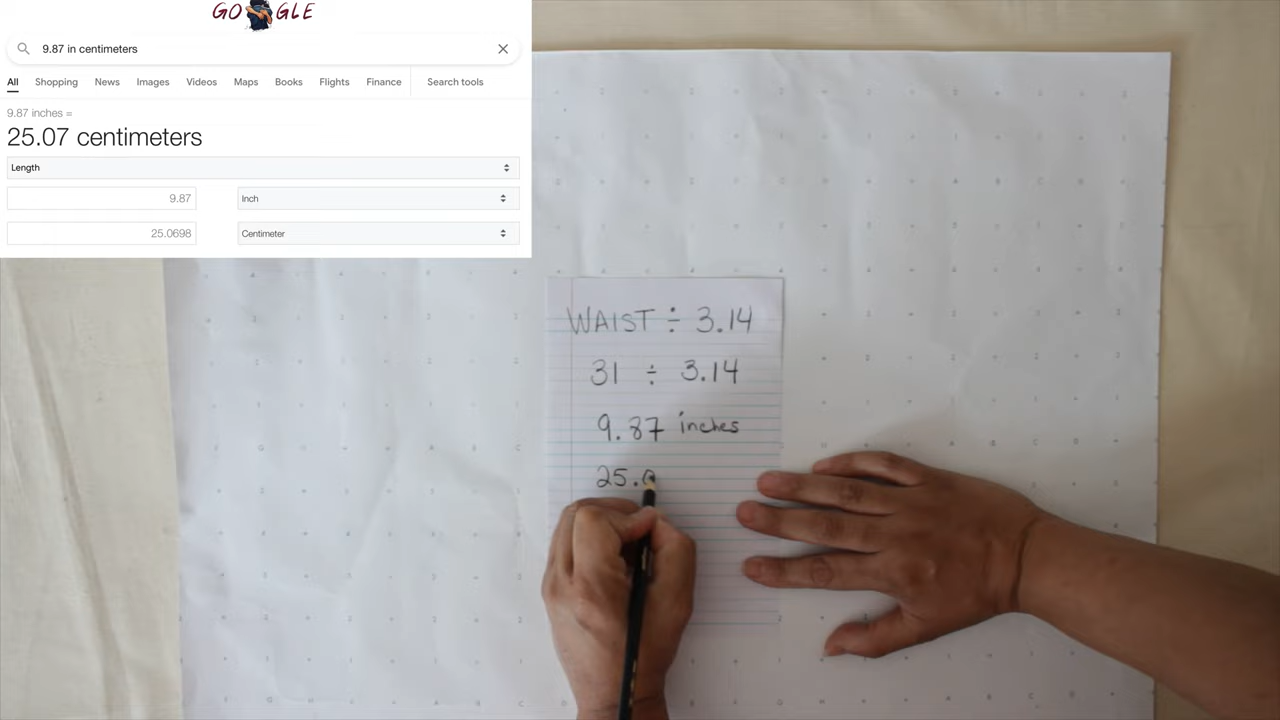 GO GLE
9.87 in centimeters
All Shopping News Images Videos Maps Books Flights Finance Search tools
9.87 inches =
25.07 centimeters
Length
9.87 Inch
25.0698 Centimeter
WAIST ÷ 3.14
31 ÷ 3.14
9.87 inches
25.0